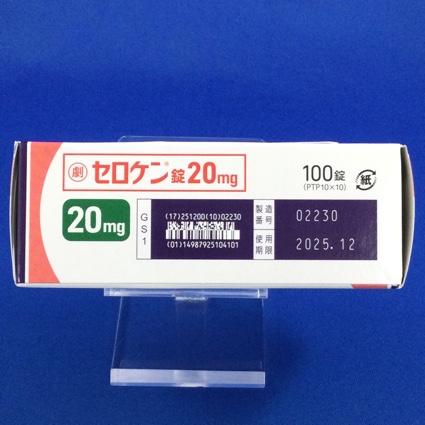 劇 セロケン®錠20mg
100錠
(PTP10×10)
紙
20mg
GS1
(17)251200(10)02230
(01)14987925104101
製造番号 02230
使用期限 2025.12